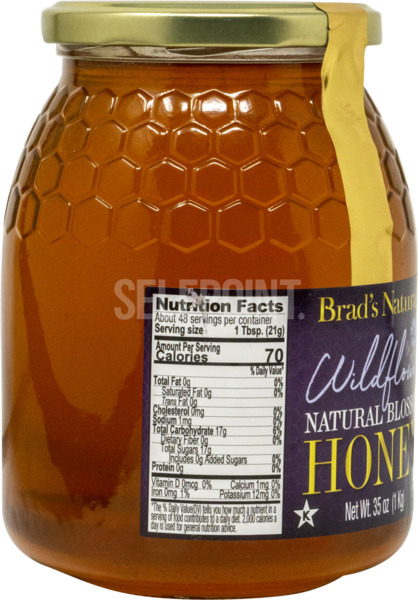 SELLPOINT.
Nutrition Facts
About 48 servings per container
Serving size 1 Tbsp. (21g)
Amount Per Serving
Calories 70
% Daily Value*
Total Fat 0g 0%
Saturated Fat 0g 0%
Trans Fat 0g
Cholesterol 0mg 0%
Sodium 1mg 0%
Total Carbohydrate 17g 6%
Dietary Fiber 0g 0%
Total Sugars 17g
Includes 0g Added Sugars 0%
Protein 0g 0%
Vitamin D 0mcg 0% Calcium 1mg 0%
Iron 0mg 1% Potassium 12mg 0%
*The % Daily Value(DV) tells you how much a nutrient in a
serving of food contributes to a daily diet. 2,000 calories a
day is used for general nutrition advice.
Brad's Natura
Wildflow
NATURAL BLOSS
HONEY
Net Wt. 35 oz (1 Kg)
K